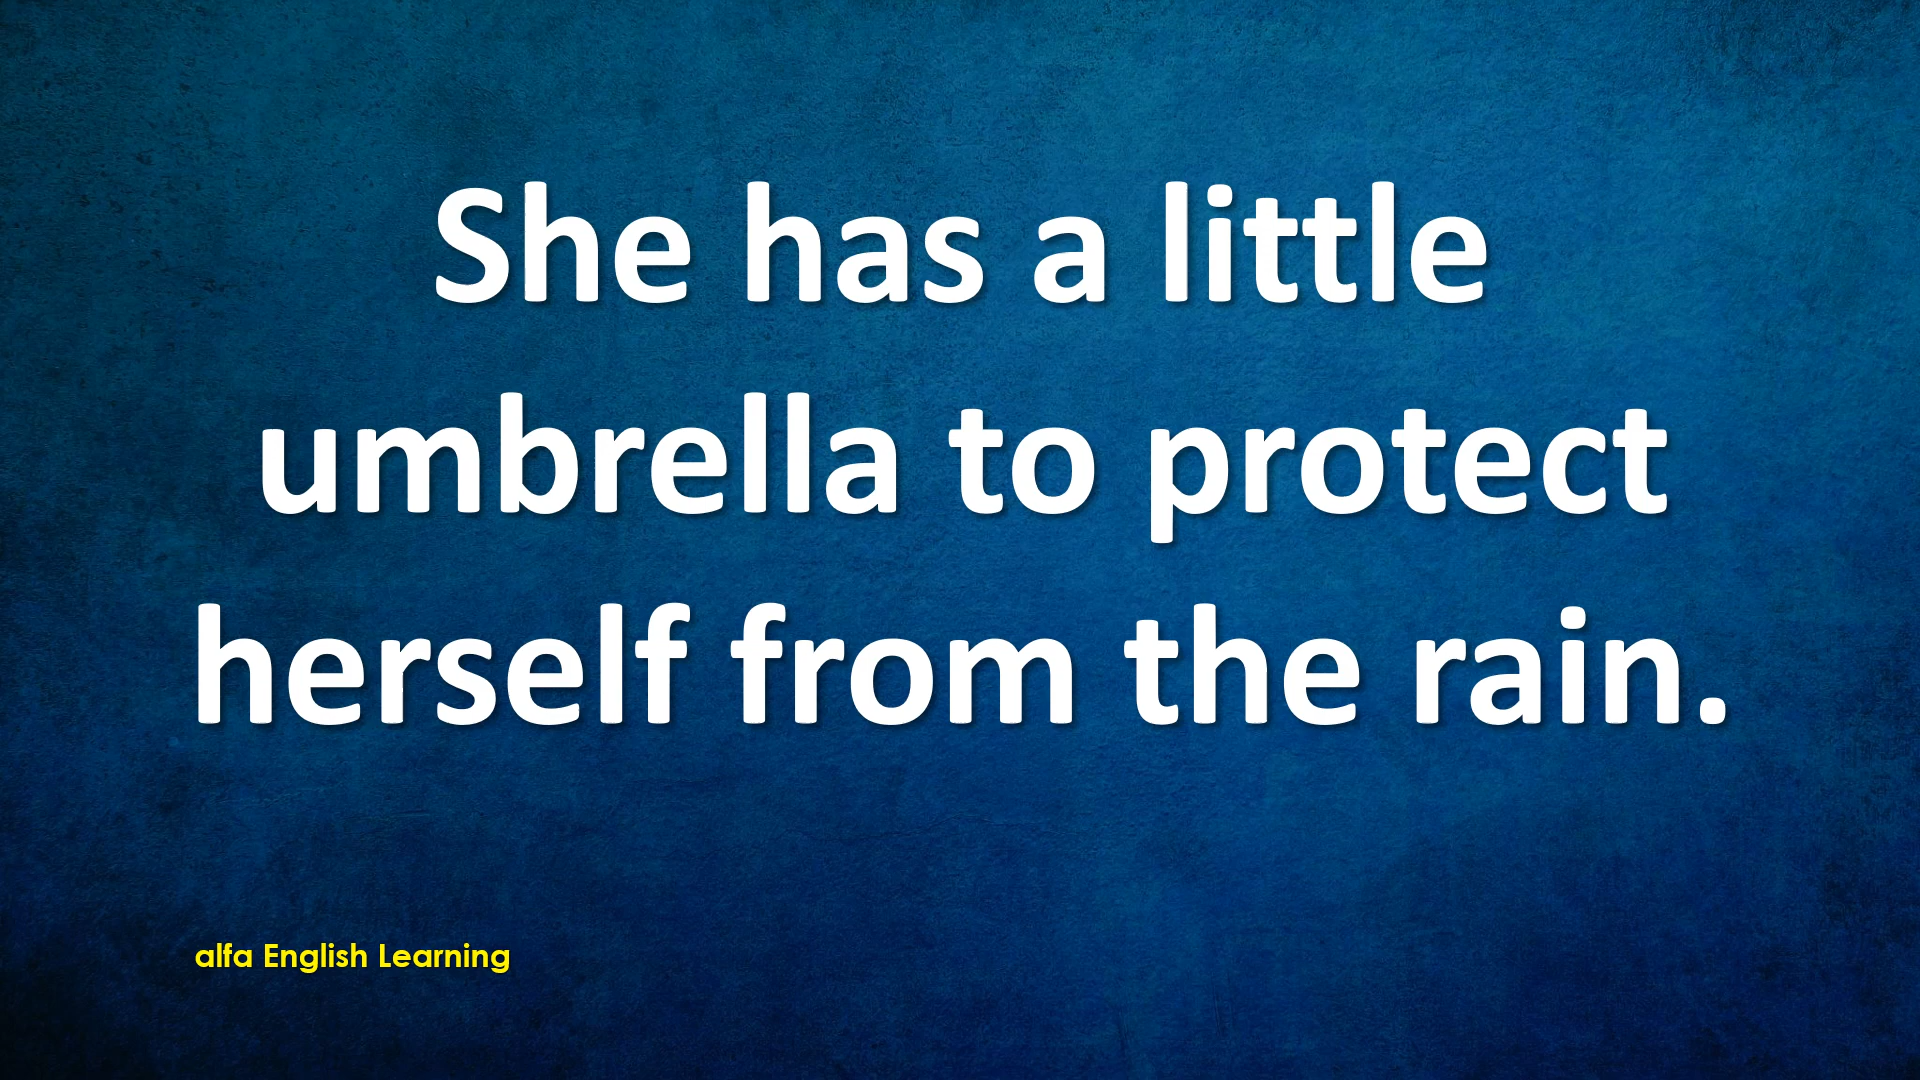 She has a little
umbrella to protect
herself from the rain.
alfa English Learning